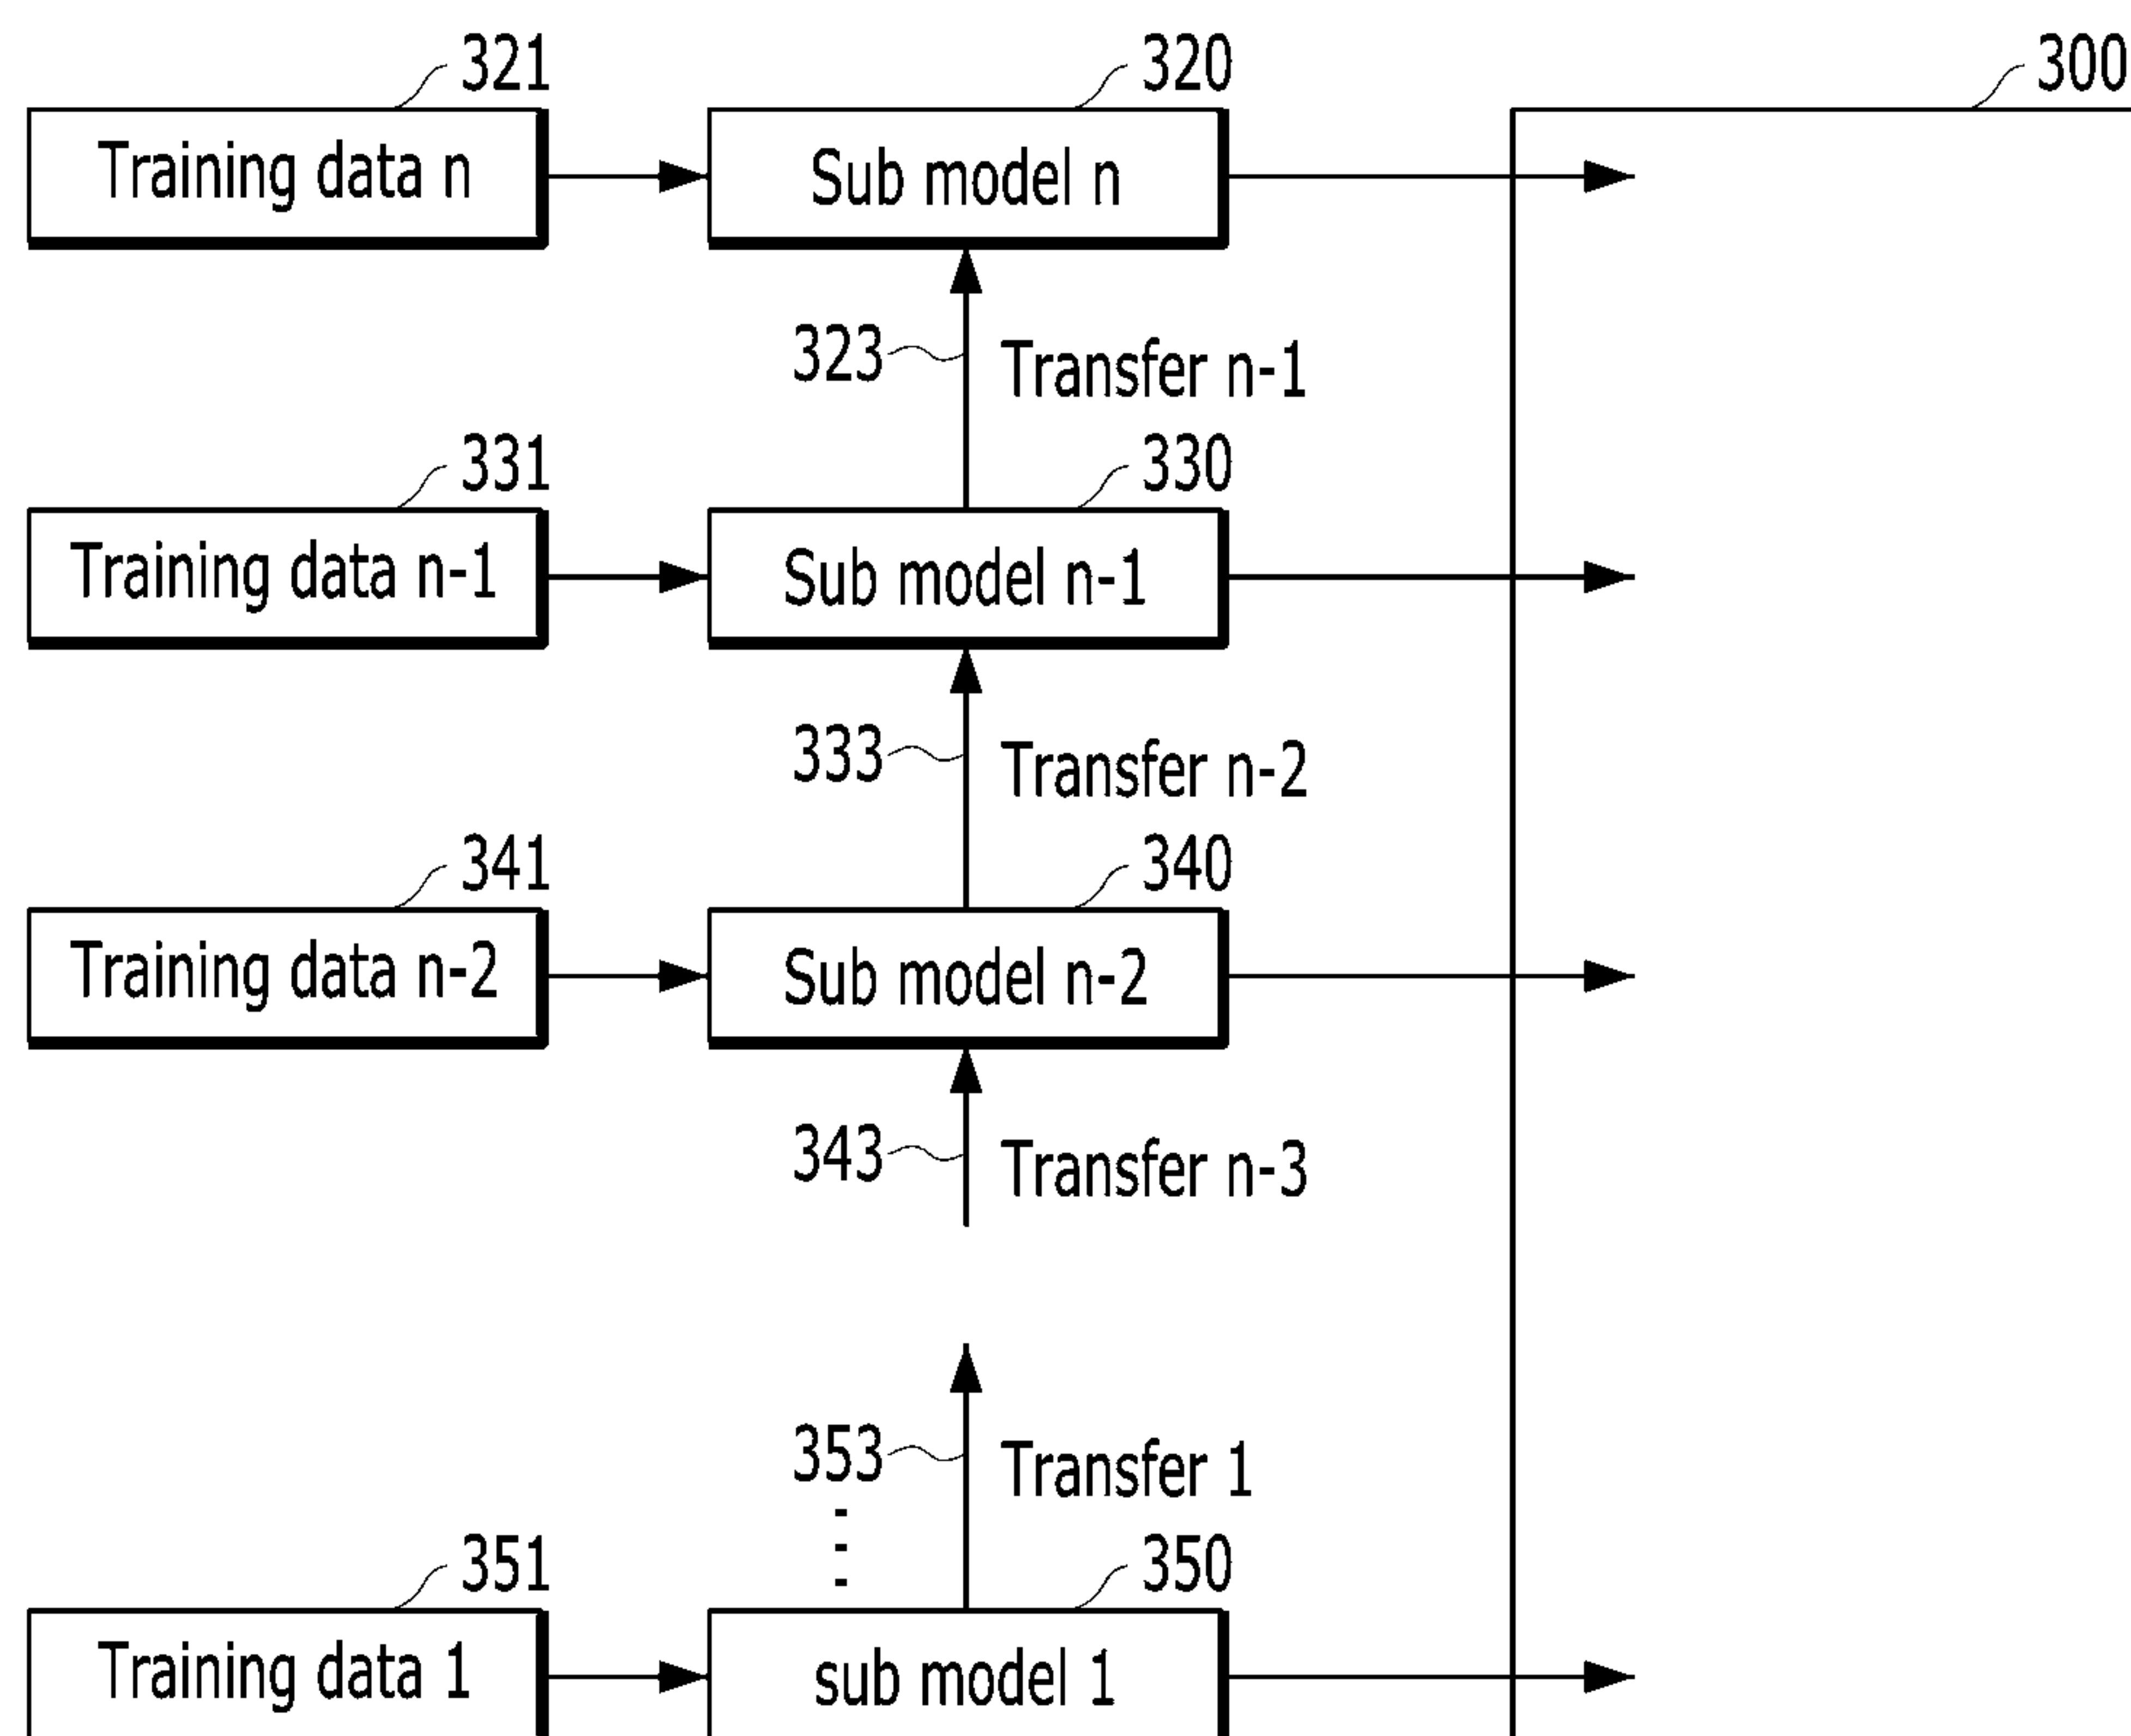 321
320
300
Training data n
Sub model n
323
Transfer n-1
331
330
Training data n-1
Sub model n-1
333
Transfer n-2
341
340
Training data n-2
Sub model n-2
343
Transfer n-3
353
Transfer 1
351
350
Training data 1
sub model 1